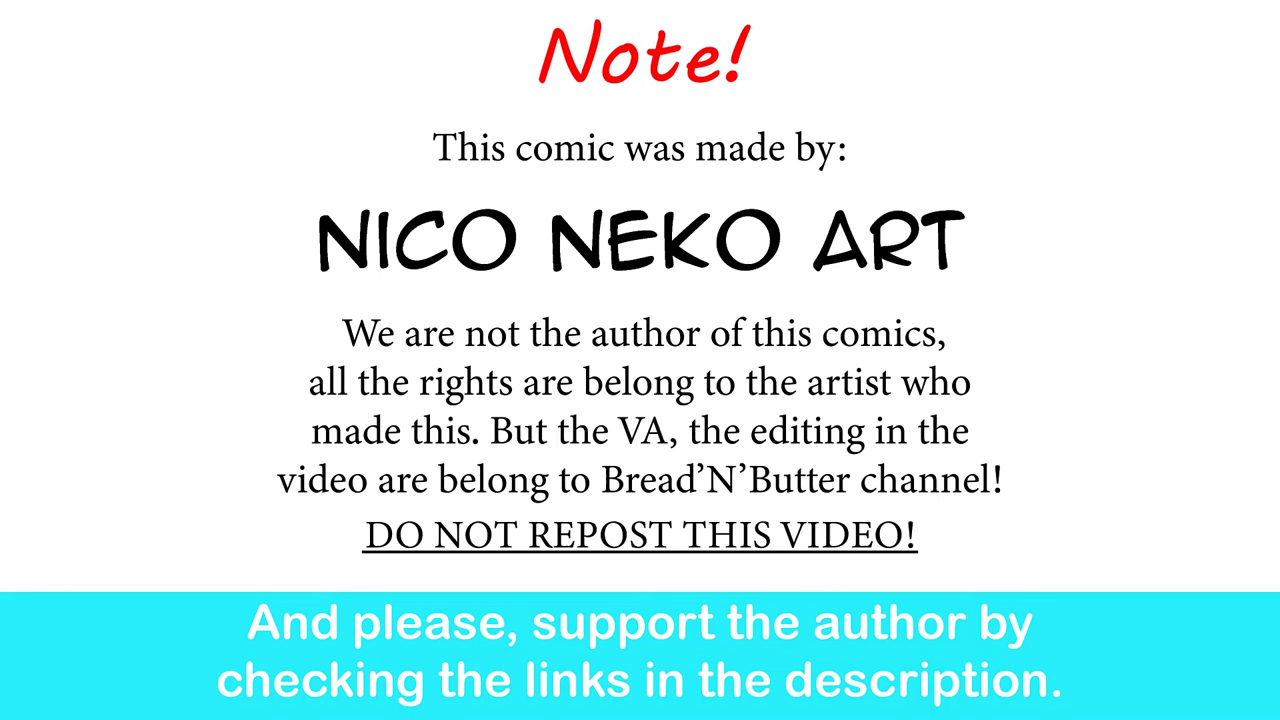 Note!
This comic was made by:
NICO NEKO ART
We are not the author of this comics,
all the rights are belong to the artist who
made this. But the VA, the editing in the
video are belong to Bread’N’Butter channel!
DO NOT REPOST THIS VIDEO!
And please, support the author by
checking the links in the description.